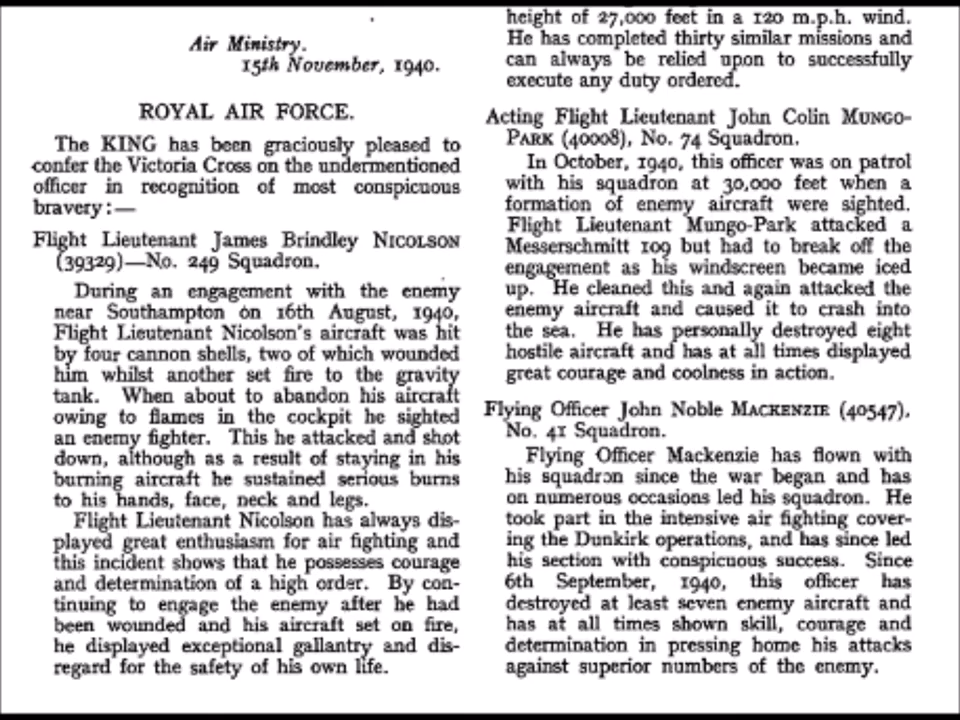 Air Ministry.
15th November, 1940.
ROYAL AIR FORCE.
The KING has been graciously pleased to
confer the Victoria Cross on the undermentioned
officer in recognition of most conspicuous
bravery:—
Flight Lieutenant James Brindley NICOLSON
(39329)—No. 249 Squadron.
During an engagement with the enemy
near Southampton on 16th August, 1940,
Flight Lieutenant Nicolson's aircraft was hit
by four cannon shells, two of which wounded
him whilst another set fire to the gravity
tank. When about to abandon his aircraft
owing to flames in the cockpit he sighted
an enemy fighter. This he attacked and shot
down, although as a result of staying in his
burning aircraft he sustained serious burns
to his hands, face, neck and legs.
Flight Lieutenant Nicolson has always dis-
played great enthusiasm for air fighting and
this incident shows that he possesses courage
and determination of a high order. By con-
tinuing to engage the enemy after he had
been wounded and his aircraft set on fire,
he displayed exceptional gallantry and dis-
regard for the safety of his own life.
height of 27,000 feet in a 120 m.p.h. wind.
He has completed thirty similar missions and
can always be relied upon to successfully
execute any duty ordered.
Acting Flight Lieutenant John Colin MUNGO-
PARK (40008), No. 74 Squadron.
In October, 1940, this officer was on patrol
with his squadron at 30,000 feet when a
formation of enemy aircraft were sighted.
Flight Lieutenant Mungo-Park attacked a
Messerschmitt 109 but had to break off the
engagement as his windscreen became iced
up. He cleaned this and again attacked the
enemy aircraft and caused it to crash into
the sea. He has personally destroyed eight
hostile aircraft and has at all times displayed
great courage and coolness in action.
Flying Officer John Noble MACKENZIE (40547),
No. 41 Squadron.
Flying Officer Mackenzie has flown with
his squadron since the war began and has
on numerous occasions led his squadron. He
took part in the intensive air fighting cover-
ing the Dunkirk operations, and has since led
his section with conspicuous success. Since
6th September, 1940, this officer has
destroyed at least seven enemy aircraft and
has at all times shown skill, courage and
determination in pressing home his attacks
against superior numbers of the enemy.